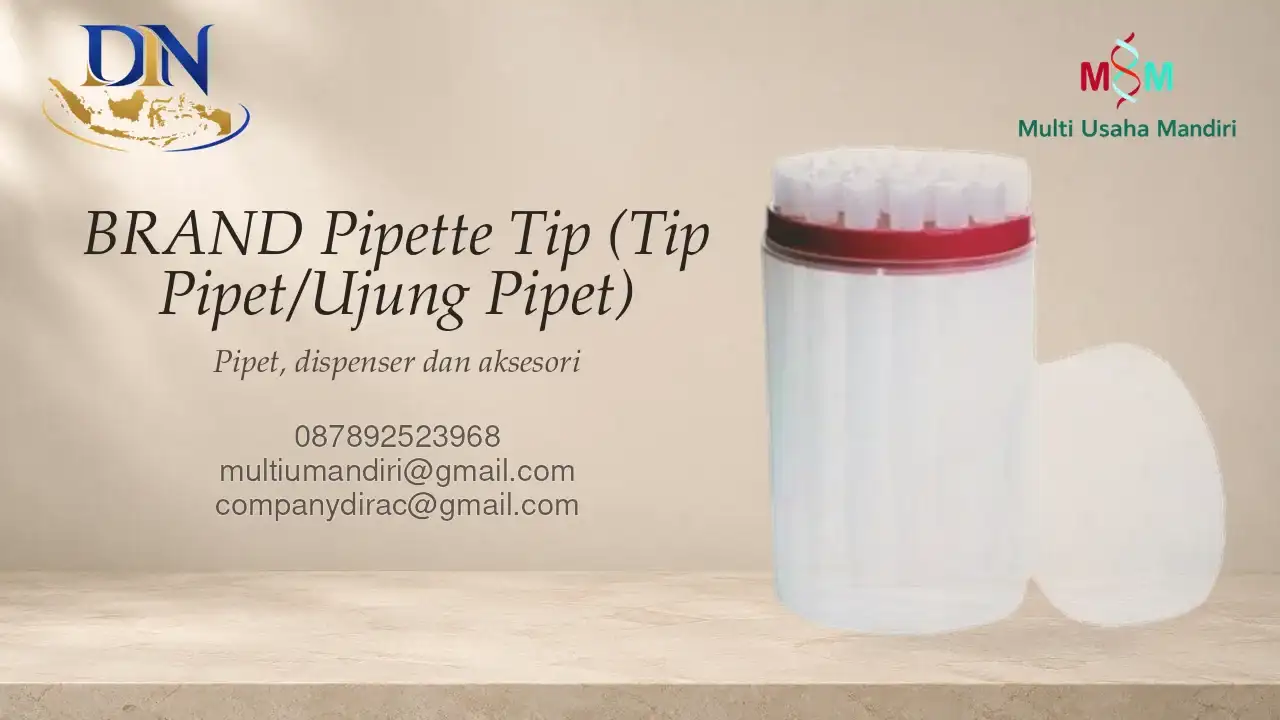 DN
M M
Multi Usaha Mandiri
BRAND Pipette Tip (Tip
Pipet/Ujung Pipet)
Pipet, dispenser dan aksesori
087892523968
multiumandiri@gmail.com
companydirac@gmail.com